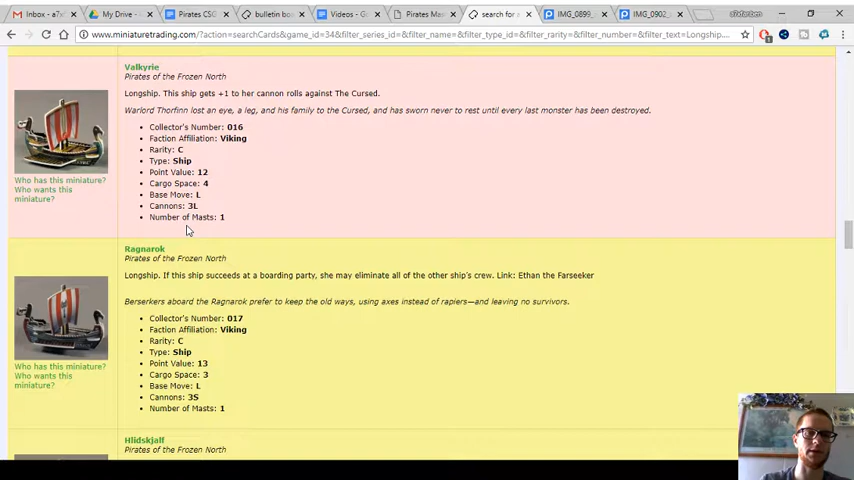 Inbox - a7x
My Drive -
Pirates CSG
bulletin bo
Videos - G
Pirates Ma
search for s
IMG_0899_
IMG_0902_
www.miniaturetrading.com/?action=searchCards&game_id=34&filter_series_id=&filter_name=&filter_type_id=&filter_rarity=&filter_number=&filter_text=Longship.
Valkyrie
Pirates of the Frozen North
Longship. This ship gets +1 to her cannon rolls against The Cursed.
Warlord Thorfinn lost an eye, a leg, and his family to the Cursed, and has sworn never to rest until every last monster has been destroyed.
• Collector's Number: 016
• Faction Affiliation: Viking
• Rarity: C
• Type: Ship
• Point Value: 12
• Cargo Space: 4
• Base Move: L
• Cannons: 3L
• Number of Masts: 1
Who has this miniature?
Who wants this
miniature?
Ragnarok
Pirates of the Frozen North
Longship. If this ship succeeds at a boarding party, she may eliminate all of the other ship's crew. Link: Ethan the Farseeker
Berserkers aboard the Ragnarok prefer to keep the old ways, using axes instead of rapiers—and leaving no survivors.
• Collector's Number: 017
• Faction Affiliation: Viking
• Rarity: C
• Type: Ship
• Point Value: 13
• Cargo Space: 3
• Base Move: L
• Cannons: 3S
• Number of Masts: 1
Who has this miniature?
Who wants this
miniature?
Hlidskjalf
Pirates of the Frozen North